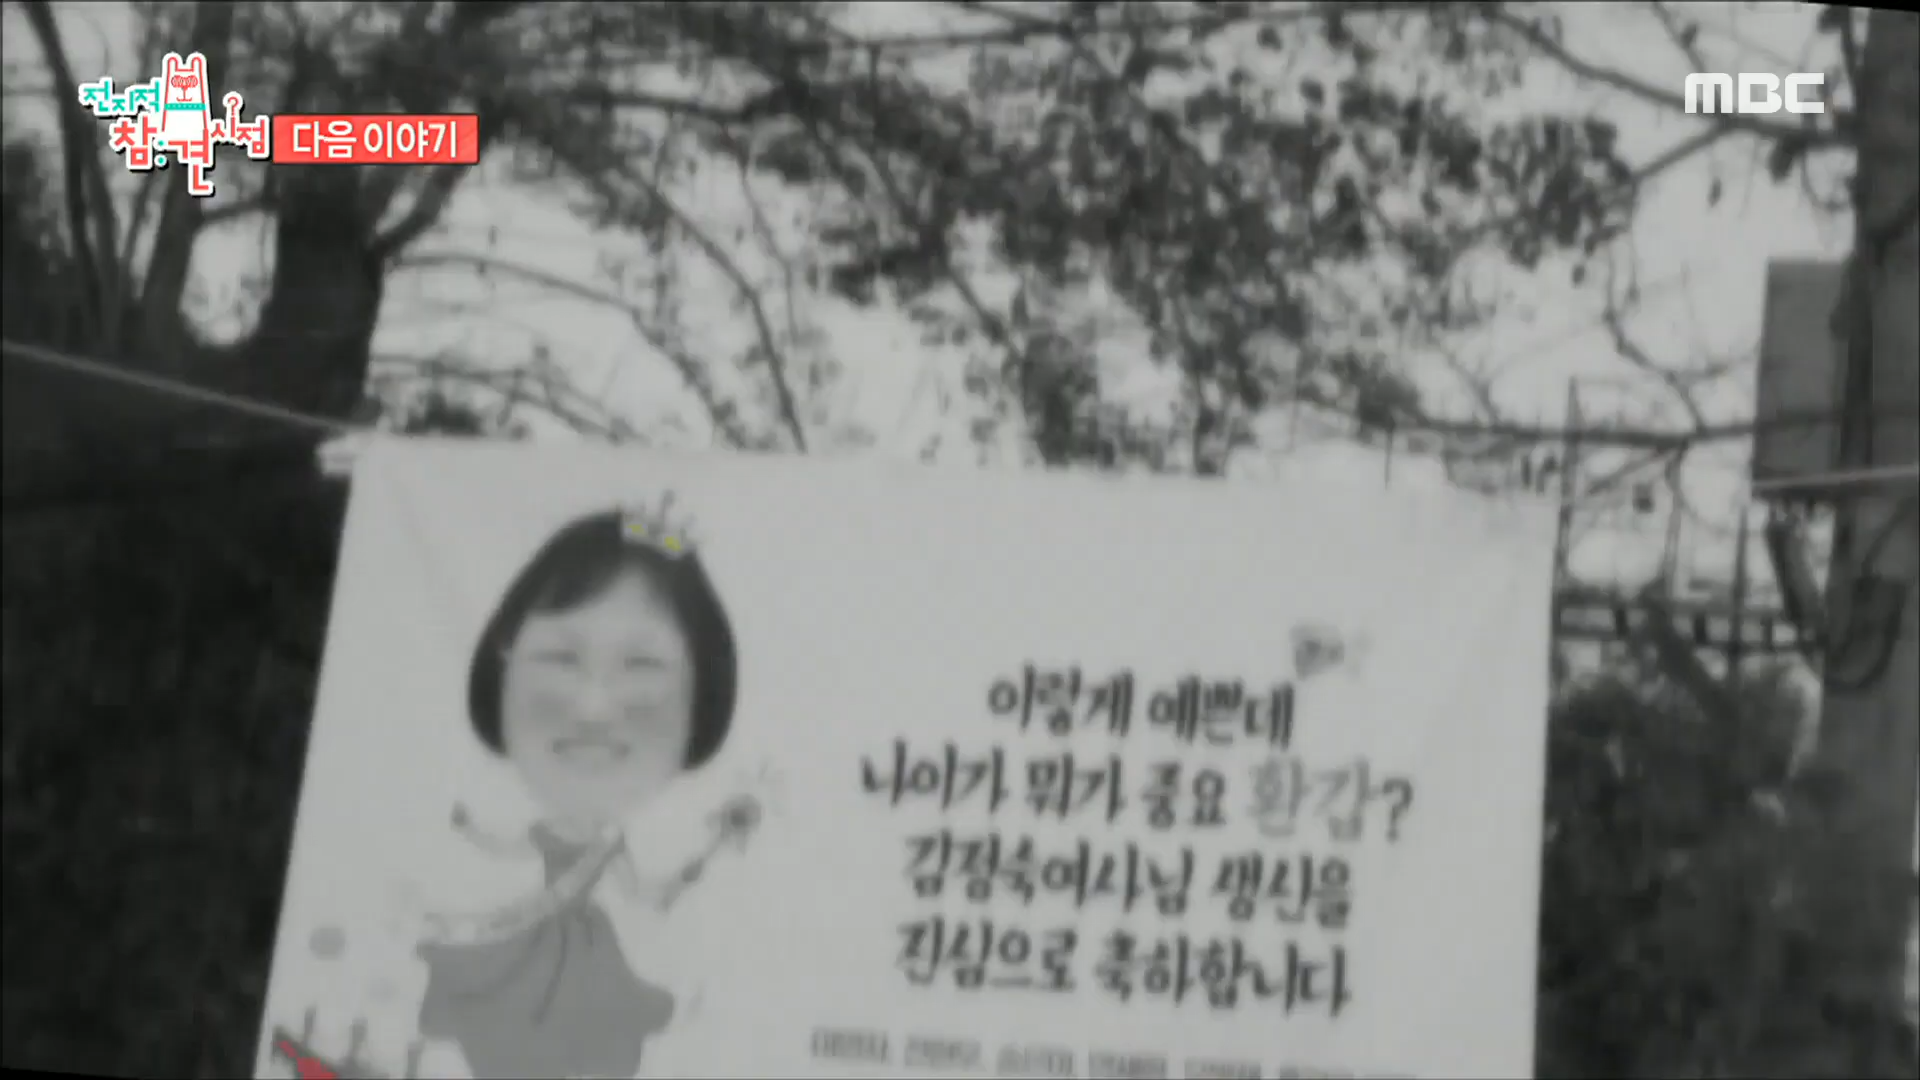 전지적
참견
시점
다음 이야기
MBC
이렇게 예쁜데
나이가 뭐가 중요 환갑?
김정숙여사님 생신을
진심으로 축하합니다